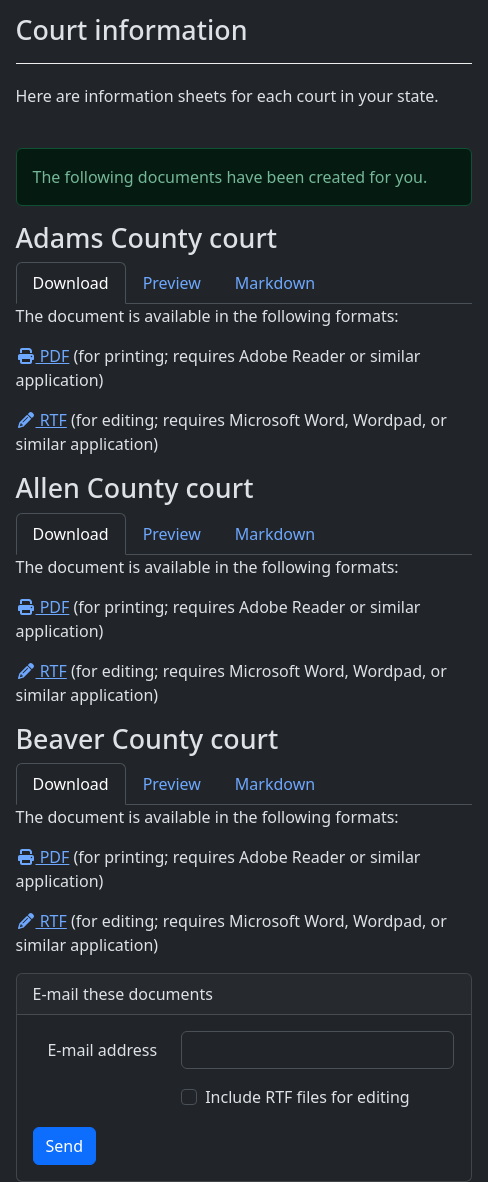 Court information
Here are information sheets for each court in your state.
The following documents have been created for you.
Adams County court
Download Preview Markdown
The document is available in the following formats:
PDF (for printing; requires Adobe Reader or similar
application)
RTF (for editing; requires Microsoft Word, Wordpad, or
similar application)
Allen County court
Download Preview Markdown
The document is available in the following formats:
PDF (for printing; requires Adobe Reader or similar
application)
RTF (for editing; requires Microsoft Word, Wordpad, or
similar application)
Beaver County court
Download Preview Markdown
The document is available in the following formats:
PDF (for printing; requires Adobe Reader or similar
application)
RTF (for editing; requires Microsoft Word, Wordpad, or
similar application)
E-mail these documents
E-mail address
Include RTF files for editing
Send